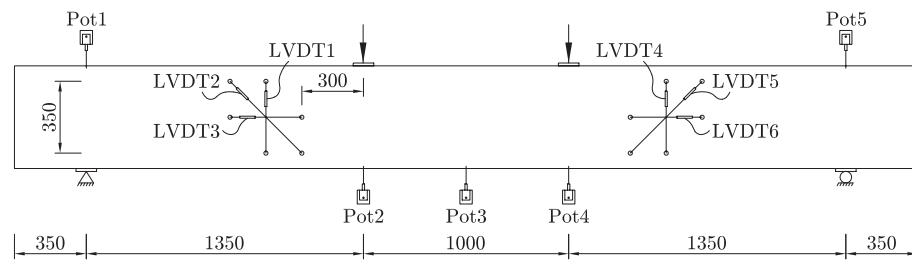 Pot1
Pot5
LVDT1
LVDT4
LVDT2
300
LVDT5
350
LVDT3
LVDT6
Pot2
Pot3
Pot4
350
1350
1000
1350
350